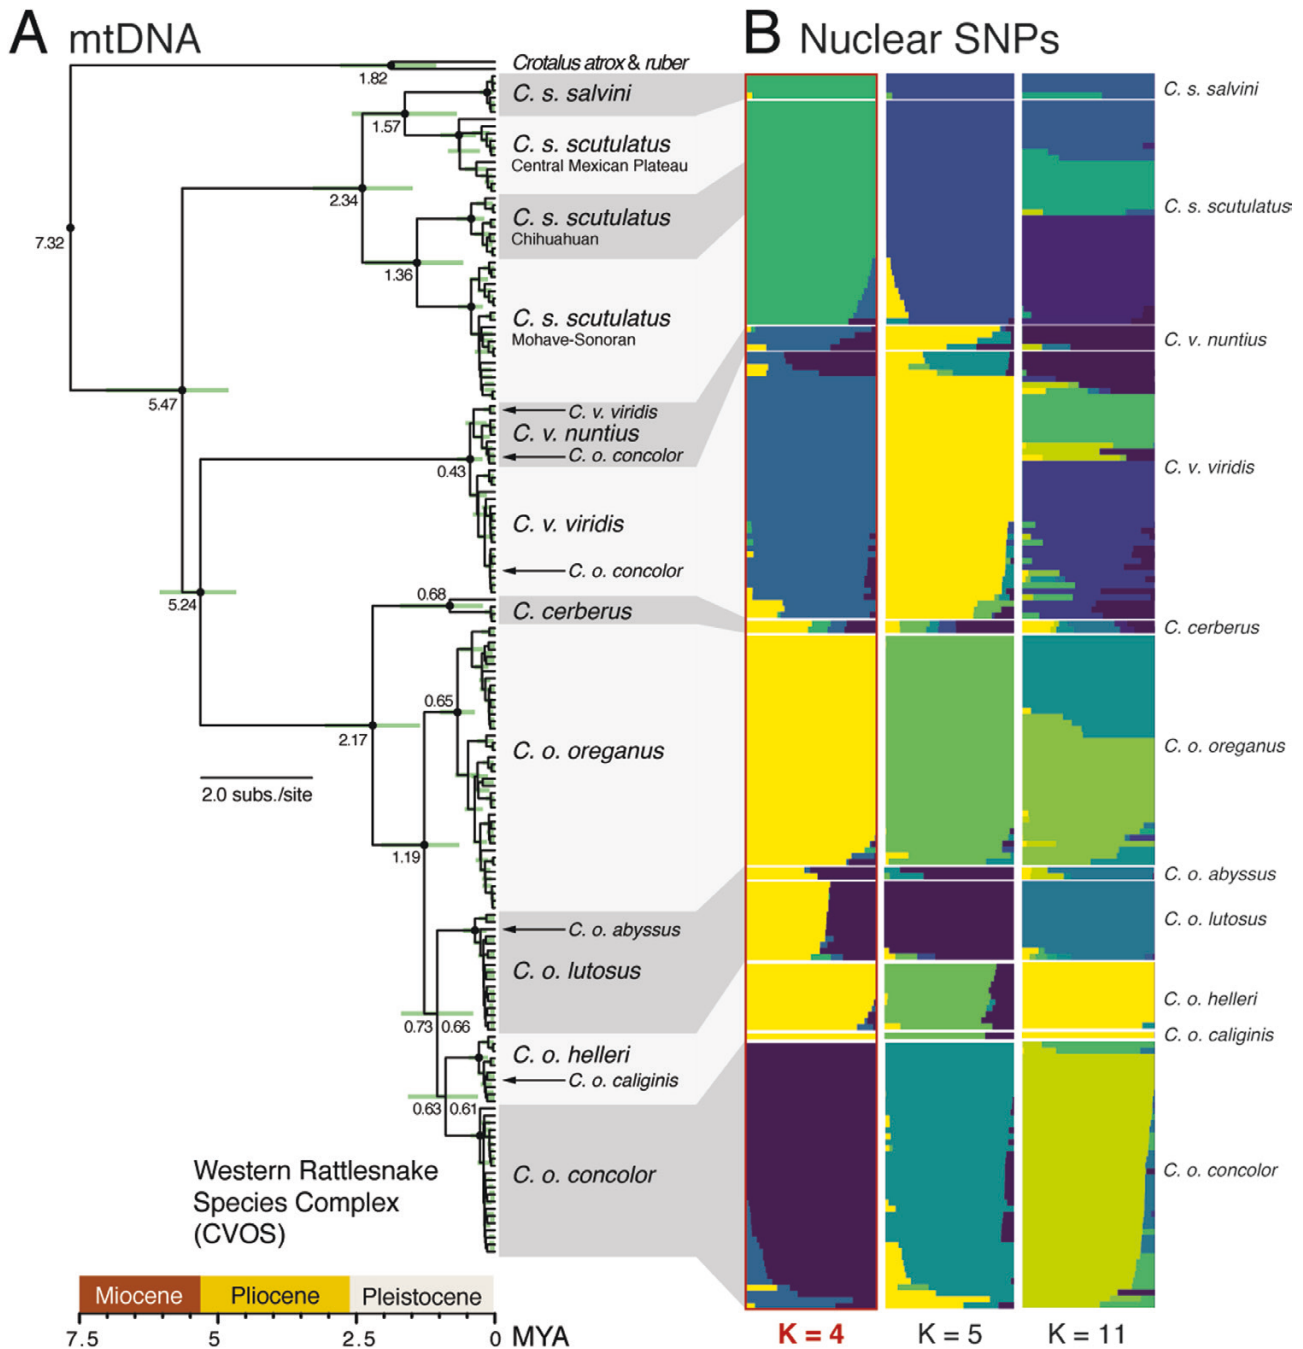 A mtDNA
B Nuclear SNPs
Crotalus atrox & ruber
1.82
C. s. salvini
1.57
C. s. scutulatus
Central Mexican Plateau
2.34
C. s. scutulatus
Chihuahuan
7.32
1.36
C. s. scutulatus
Mohave-Sonoran
5.47
C. v. viridis
C. v. nuntius
C. o. concolor
0.43
C. v. viridis
C. o. concolor
5.24
0.68
C. cerberus
0.65
2.17
C. o. oreganus
2.0 subs./site
1.19
C. o. abyssus
C. o. lutosus
0.73 0.66
C. o. helleri
C. o. caliginis
0.63 0.61
C. o. concolor
Western Rattlesnake
Species Complex
(CVOS)
Miocene Pliocene Pleistocene
7.5 5 2.5 0 MYA
C. s. salvini
C. s. scutulatus
C. v. nuntius
C. v. viridis
C. cerberus
C. o. oreganus
C. o. abyssus
C. o. lutosus
C. o. helleri
C. o. caliginis
C. o. concolor
K = 4 K = 5 K = 11